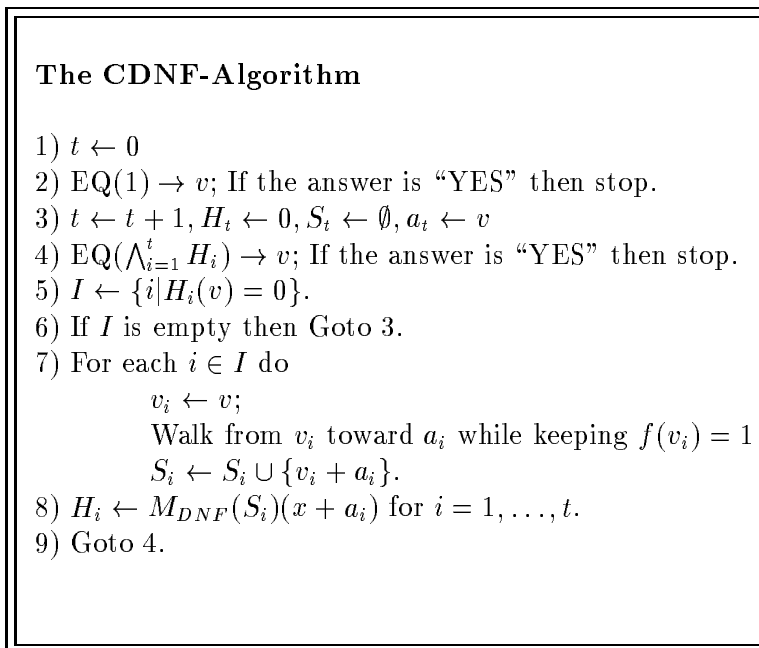 The CDNF-Algorithm
1) t ← 0
2) EQ(1) → v; If the answer is “YES” then stop.
3) t ← t + 1, H_t ← 0, S_t ← ∅, a_t ← v
4) EQ(⋀_{i=1}^t H_i) → v; If the answer is “YES” then stop.
5) I ← {i|H_i(v) = 0}.
6) If I is empty then Goto 3.
7) For each i ∈ I do
v_i ← v;
Walk from v_i toward a_i while keeping f(v_i) = 1
S_i ← S_i ∪ {v_i + a_i}.
8) H_i ← M_{DNF}(S_i)(x + a_i) for i = 1, . . . , t.
9) Goto 4.